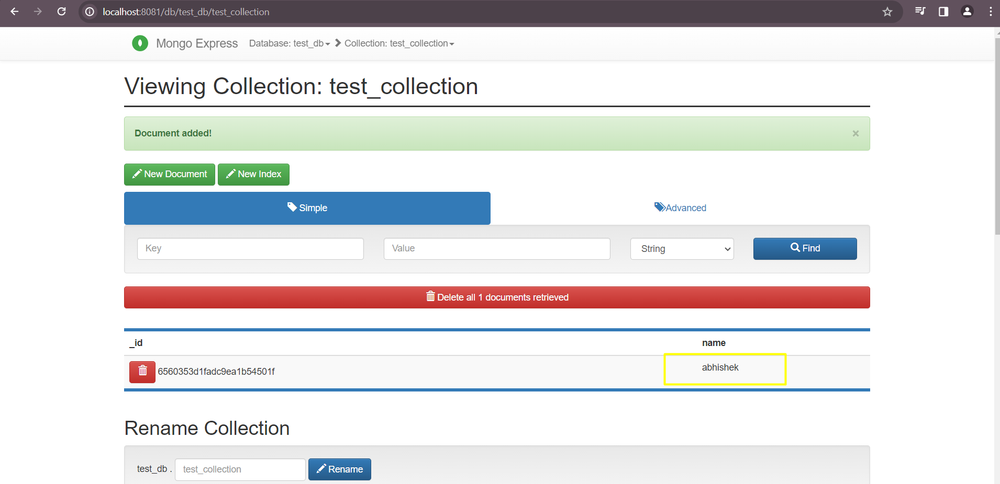 localhost:8081/db/test_db/test_collection
Mongo Express Database: test_db Collection: test_collection
Viewing Collection: test_collection
Document added! ×
New Document New Index
Simple Advanced
Key Value String Find
Delete all 1 documents retrieved
_id name
6560353d1fadc9ea1b54501f abhishek
Rename Collection
test_db . test_collection Rename